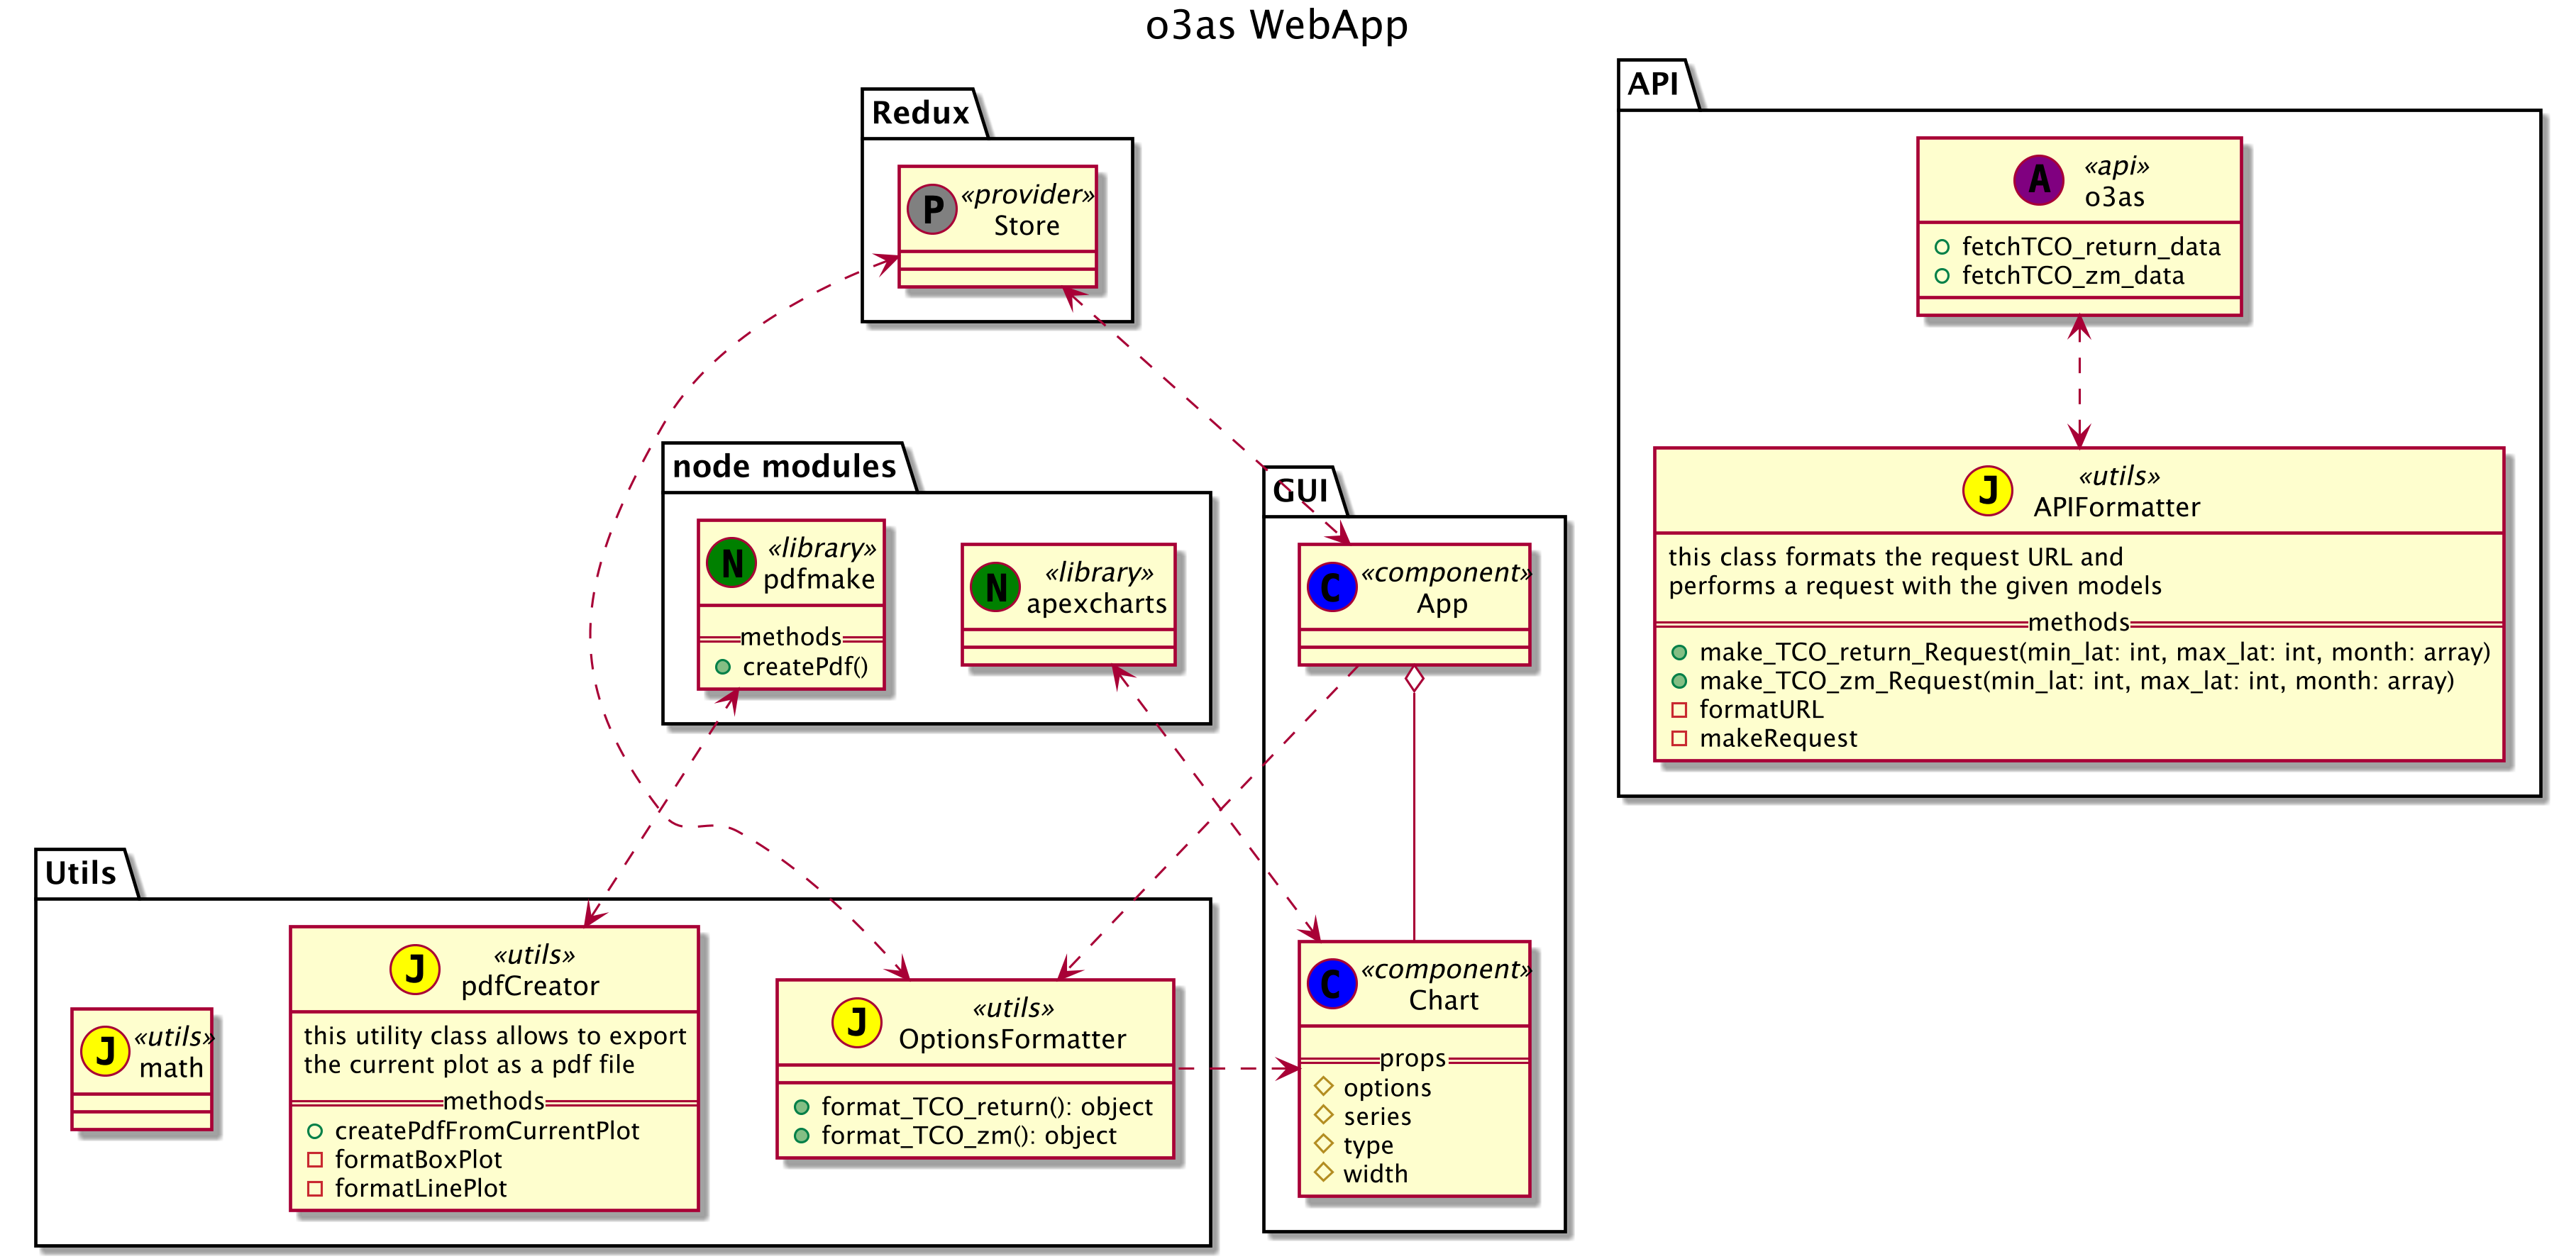 o3as WebApp
Redux
P
«provider»
Store
API
A
«api»
o3as
fetchTCO_return_data
fetchTCO_zm_data
J
«utils»
APIFormatter
this class formats the request URL and
performs a request with the given models
methods
make_TCO_return_Request(min_lat: int, max_lat: int, month: array)
make_TCO_zm_Request(min_lat: int, max_lat: int, month: array)
formatURL
makeRequest
node modules
N
«library»
pdfmake
methods
createPdf()
N
«library»
apexcharts
GUI
C
«component»
App
C
«component»
Chart
props
options
series
type
width
Utils
J
«utils»
math
J
«utils»
pdfCreator
this utility class allows to export
the current plot as a pdf file
methods
createPdfFromCurrentPlot
formatBoxPlot
formatLinePlot
J
«utils»
OptionsFormatter
format_TCO_return(): object
format_TCO_zm(): object